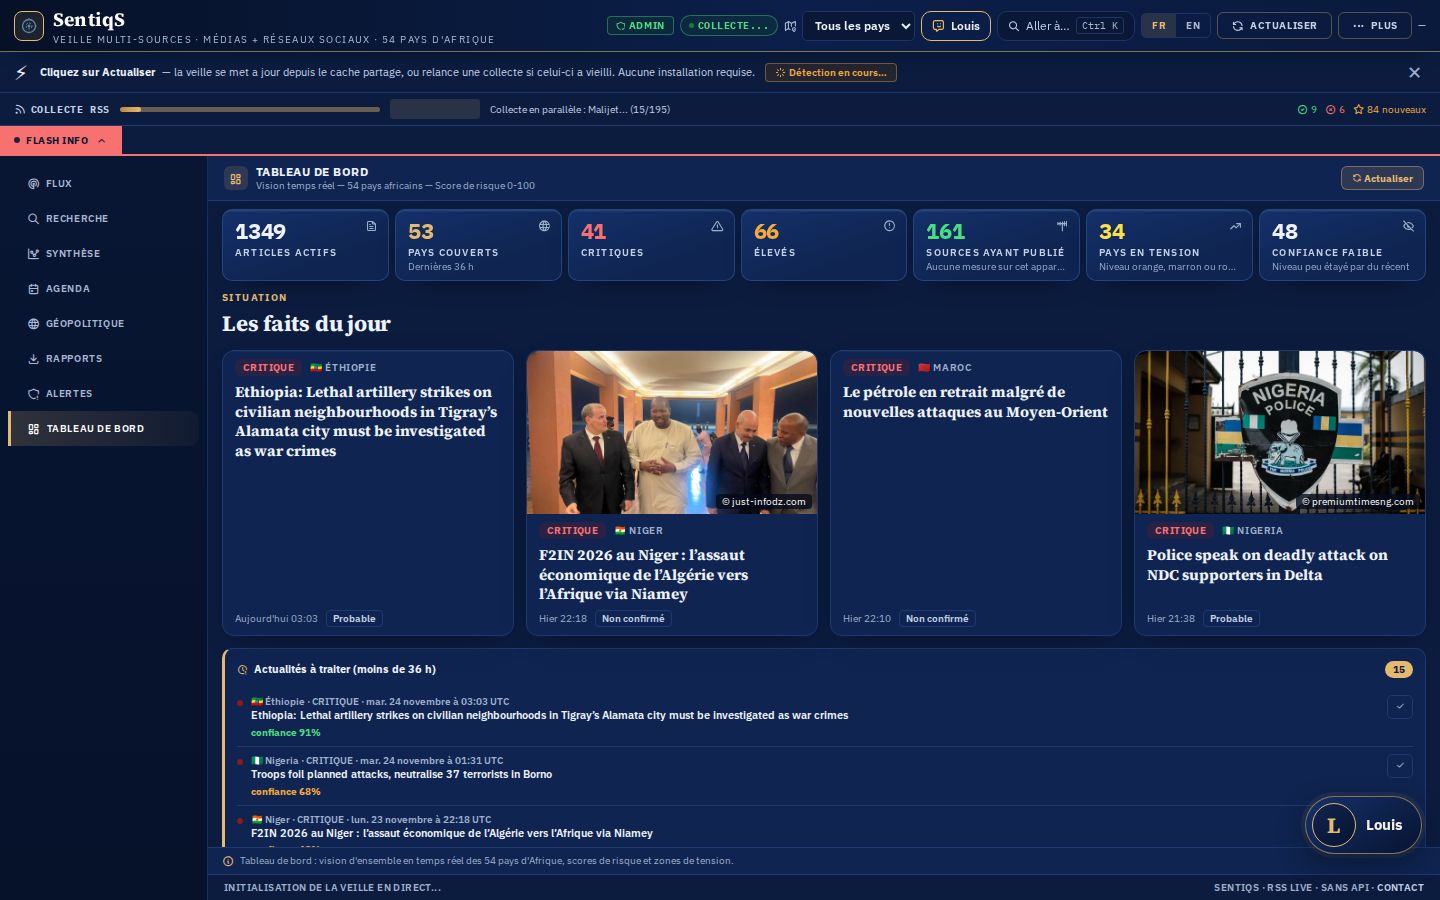 SentiqS
VEILLE MULTI-SOURCES · MÉDIAS + RÉSEAUX SOCIAUX · 54 PAYS D'AFRIQUE
ADMIN
COLLECTE...
Tous les pays
Louis
Aller à...
Ctrl K
FR
EN
ACTUALISER
PLUS
Cliquez sur Actualiser — la veille se met a jour depuis le cache partage, ou relance une collecte si celui-ci a vieilli. Aucune installation requise.
Détection en cours...
COLLECTE RSS
Collecte en parallèle : Malijet... (15/195)
9
6
84 nouveaux
FLASH INFO
FLUX
RECHERCHE
SYNTHÈSE
AGENDA
GÉOPOLITIQUE
RAPPORTS
ALERTES
TABLEAU DE BORD
TABLEAU DE BORD
Vision temps réel — 54 pays africains — Score de risque 0-100
Actualiser
1349
ARTICLES ACTIFS
53
PAYS COUVERTS
Dernières 36 h
41
CRITIQUES
66
ÉLEVÉS
161
SOURCES AYANT PUBLIÉ
Aucune mesure sur cet appar...
34
PAYS EN TENSION
Niveau orange, marron ou ro...
48
CONFIANCE FAIBLE
Niveau peu étayé par du récent
SITUATION
Les faits du jour
CRITIQUE
ÉTHIOPIE
Ethiopia: Lethal artillery strikes on
civilian neighbourhoods in Tigray's
Alamata city must be investigated
as war crimes
Aujourd'hui 03:03
Probable
© just-infodz.com
CRITIQUE
NIGER
F2IN 2026 au Niger : l'assaut
économique de l'Algérie vers
l'Afrique via Niamey
Hier 22:18
Non confirmé
CRITIQUE
MAROC
Le pétrole en retrait malgré de
nouvelles attaques au Moyen-Orient
Hier 22:10
Non confirmé
NIGERIA
POLICE
© premiumtimesng.com
CRITIQUE
NIGERIA
Police speak on deadly attack on
NDC supporters in Delta
Hier 21:38
Probable
Actualités à traiter (moins de 36 h)
15
Éthiopie · CRITIQUE · mar. 24 novembre à 03:03 UTC
Ethiopia: Lethal artillery strikes on civilian neighbourhoods in Tigray's Alamata city must be investigated as war crimes
confiance 91%
Nigeria · CRITIQUE · mar. 24 novembre à 01:31 UTC
Troops foil planned attacks, neutralise 37 terrorists in Borno
confiance 68%
Niger · CRITIQUE · lun. 23 novembre à 22:18 UTC
F2IN 2026 au Niger : l'assaut économique de l'Algérie vers l'Afrique via Niamey
L
Louis
Tableau de bord : vision d'ensemble en temps réel des 54 pays d'Afrique, scores de risque et zones de tension.
INITIALISATION DE LA VEILLE EN DIRECT...
SENTIQS · RSS LIVE · SANS API · CONTACT